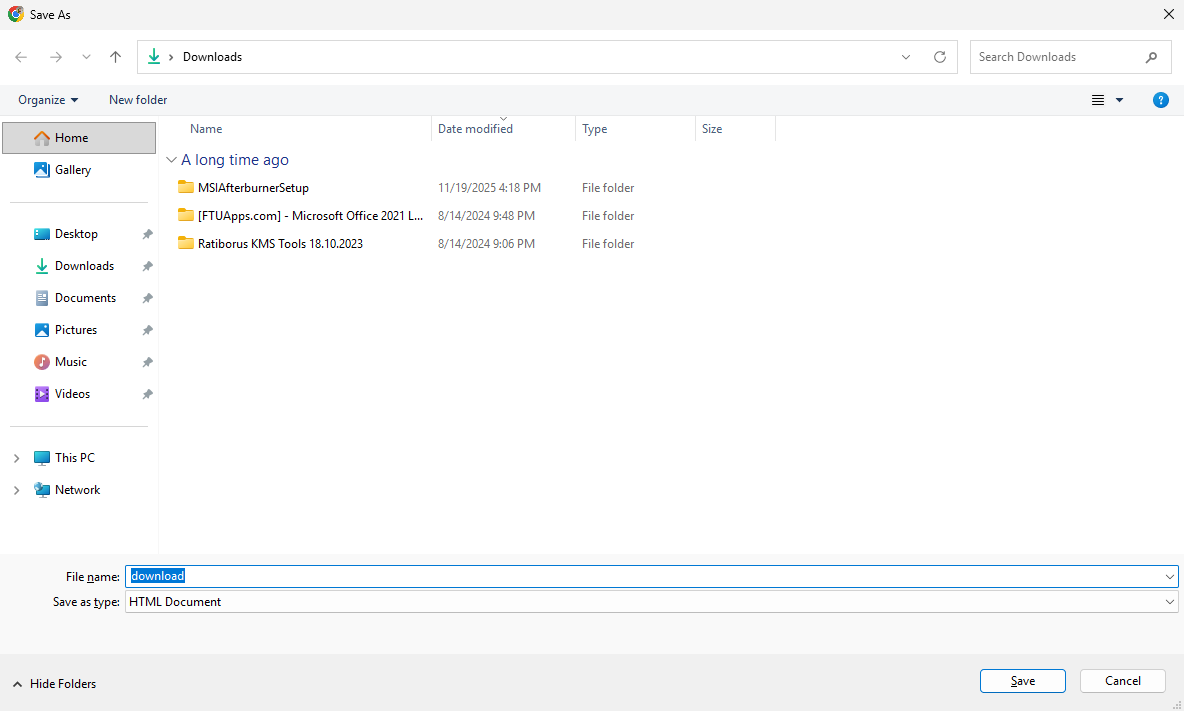 Save As
Downloads
Search Downloads
Organize New folder
?
Name Date modified Type Size
Home
Gallery
Desktop
Downloads
Documents
Pictures
Music
Videos
This PC
Network
A long time ago
MSIAfterburnerSetup 11/19/2025 4:18 PM File folder
[FTUApps.com] - Microsoft Office 2021 L... 8/14/2024 9:48 PM File folder
Ratiborus KMS Tools 18.10.2023 8/14/2024 9:06 PM File folder
File name: download
Save as type: HTML Document
Hide Folders Save Cancel